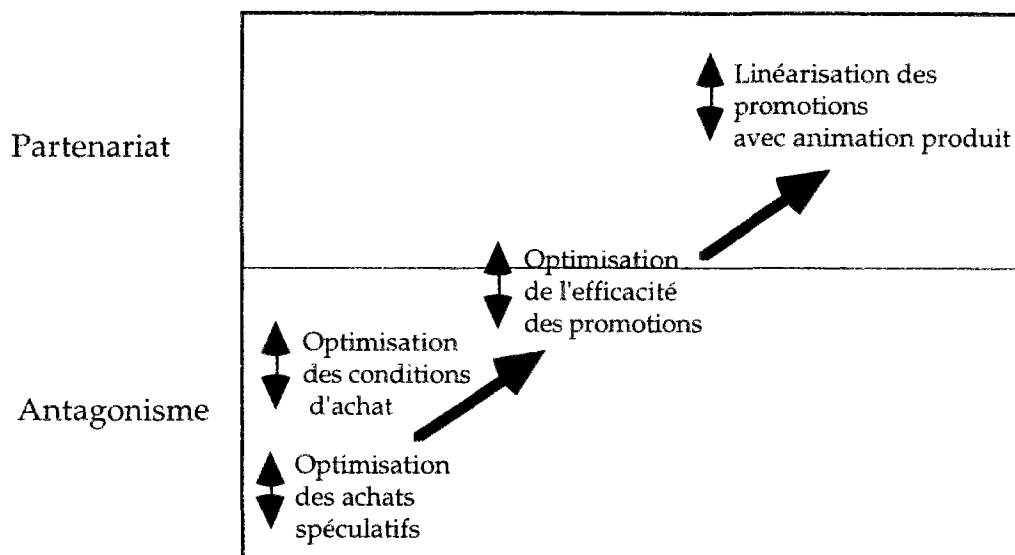 Partenariat
Linéarisation des
promotions
avec animation produit
Optimisation
de l'efficacité
des promotions
Antagonisme
Optimisation
des conditions
d'achat
Optimisation
des achats
spéculatifs